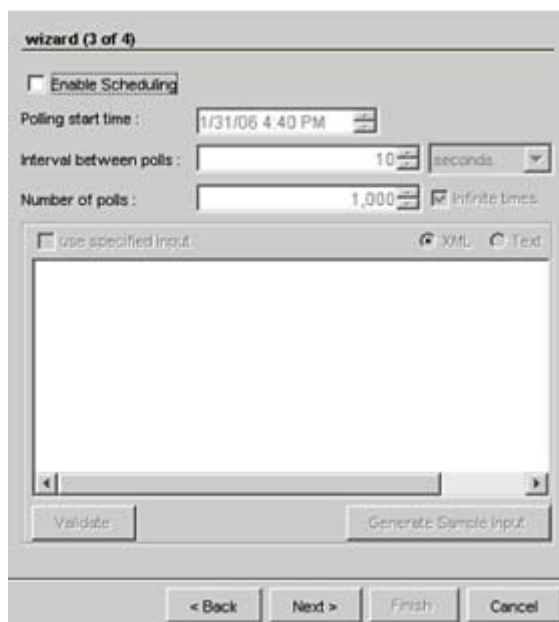 wizard (3 of 4)
Enable Scheduling
Polling start time :
1/31/06 4:40 PM
Interval between polls :
10
seconds
Number of polls :
1,000
Infinite times
use specified input
XML
Text
Validate
Generate Sample Input
< Back
Next >
Finish
Cancel